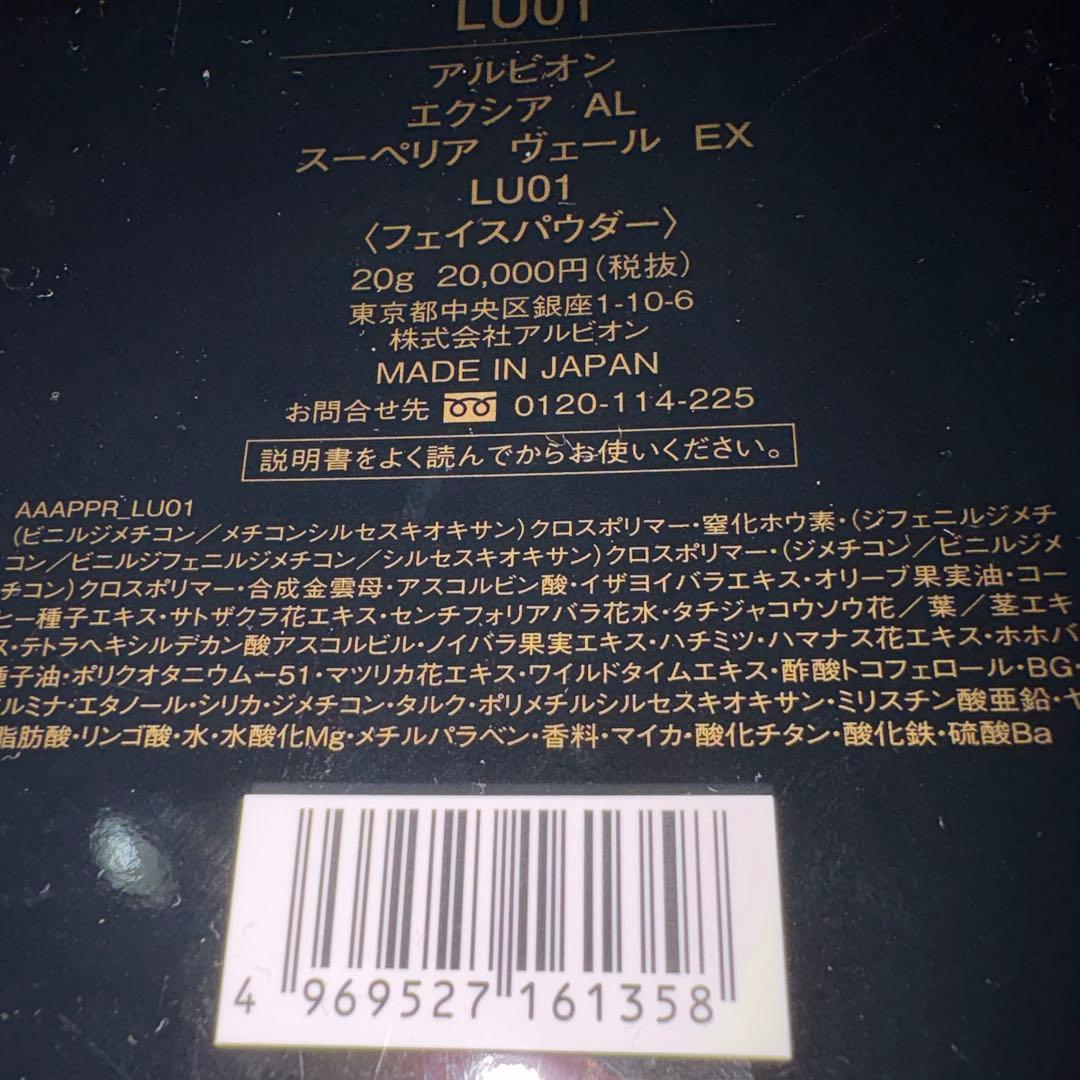 LU01
アルビオン
エクシア AL
スーペリア ヴェール EX
LU01
〈フェイスパウダー〉
20g 20,000円(税抜)
東京都中央区銀座1-10-6
株式会社アルビオン
MADE IN JAPAN
お問合せ先 0120-114-225
説明書をよく読んでからお使いください。
AAAPPR_LU01
(ビニルジメチコン/メチコンシルセスキオキサン)クロスポリマー・窒化ホウ素・(ジフェニルジメチ
コン/ビニルジフェニルジメチコン/シルセスキオキサン)クロスポリマー・(ジメチコン/ビニルジメ
チコン)クロスポリマー・合成金雲母・アスコルビン酸・イザヨイバラエキス・オリーブ果実油・コー
ヒー種子エキス・サトザクラ花エキス・センチフォリアバラ花水・タチジャコウソウ花/葉/茎エキ
ス・テトラヘキシルデカン酸アスコルビル・ノイバラ果実エキス・ハチミツ・ハマナス花エキス・ホホバ
種子油・ポリクオタニウム-51・マツリカ花エキス・ワイルドタイムエキス・酢酸トコフェロール・BG・
ルミナ・エタノール・シリカ・ジメチコン・タルク・ポリメチルシルセスキオキサン・ミリスチン酸亜鉛・ヤ
脂肪酸・リンゴ酸・水・水酸化Mg・メチルパラベン・香料・マイカ・酸化チタン・酸化鉄・硫酸Ba
4 969527 161358